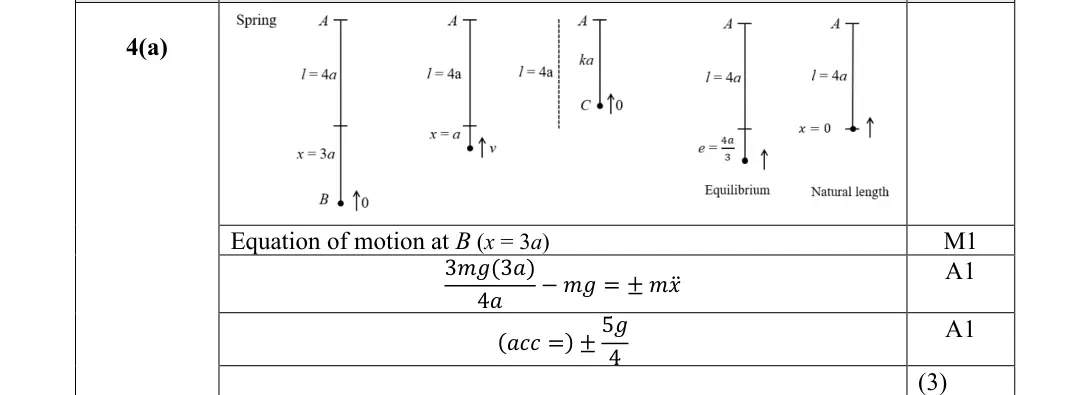 4(a)
Spring
A A A A A
l = 4a l = 4a l = 4a ka l = 4a l = 4a
C ↑0
x = a ↑v x = 0 ↑
x = 3a e = 4a/3 ↑
B ↑0 Equilibrium Natural length
Equation of motion at B (x = 3a) M1
3mg(3a)/4a − mg = ± mẍ A1
(acc =) ± 5g/4 A1
(3)